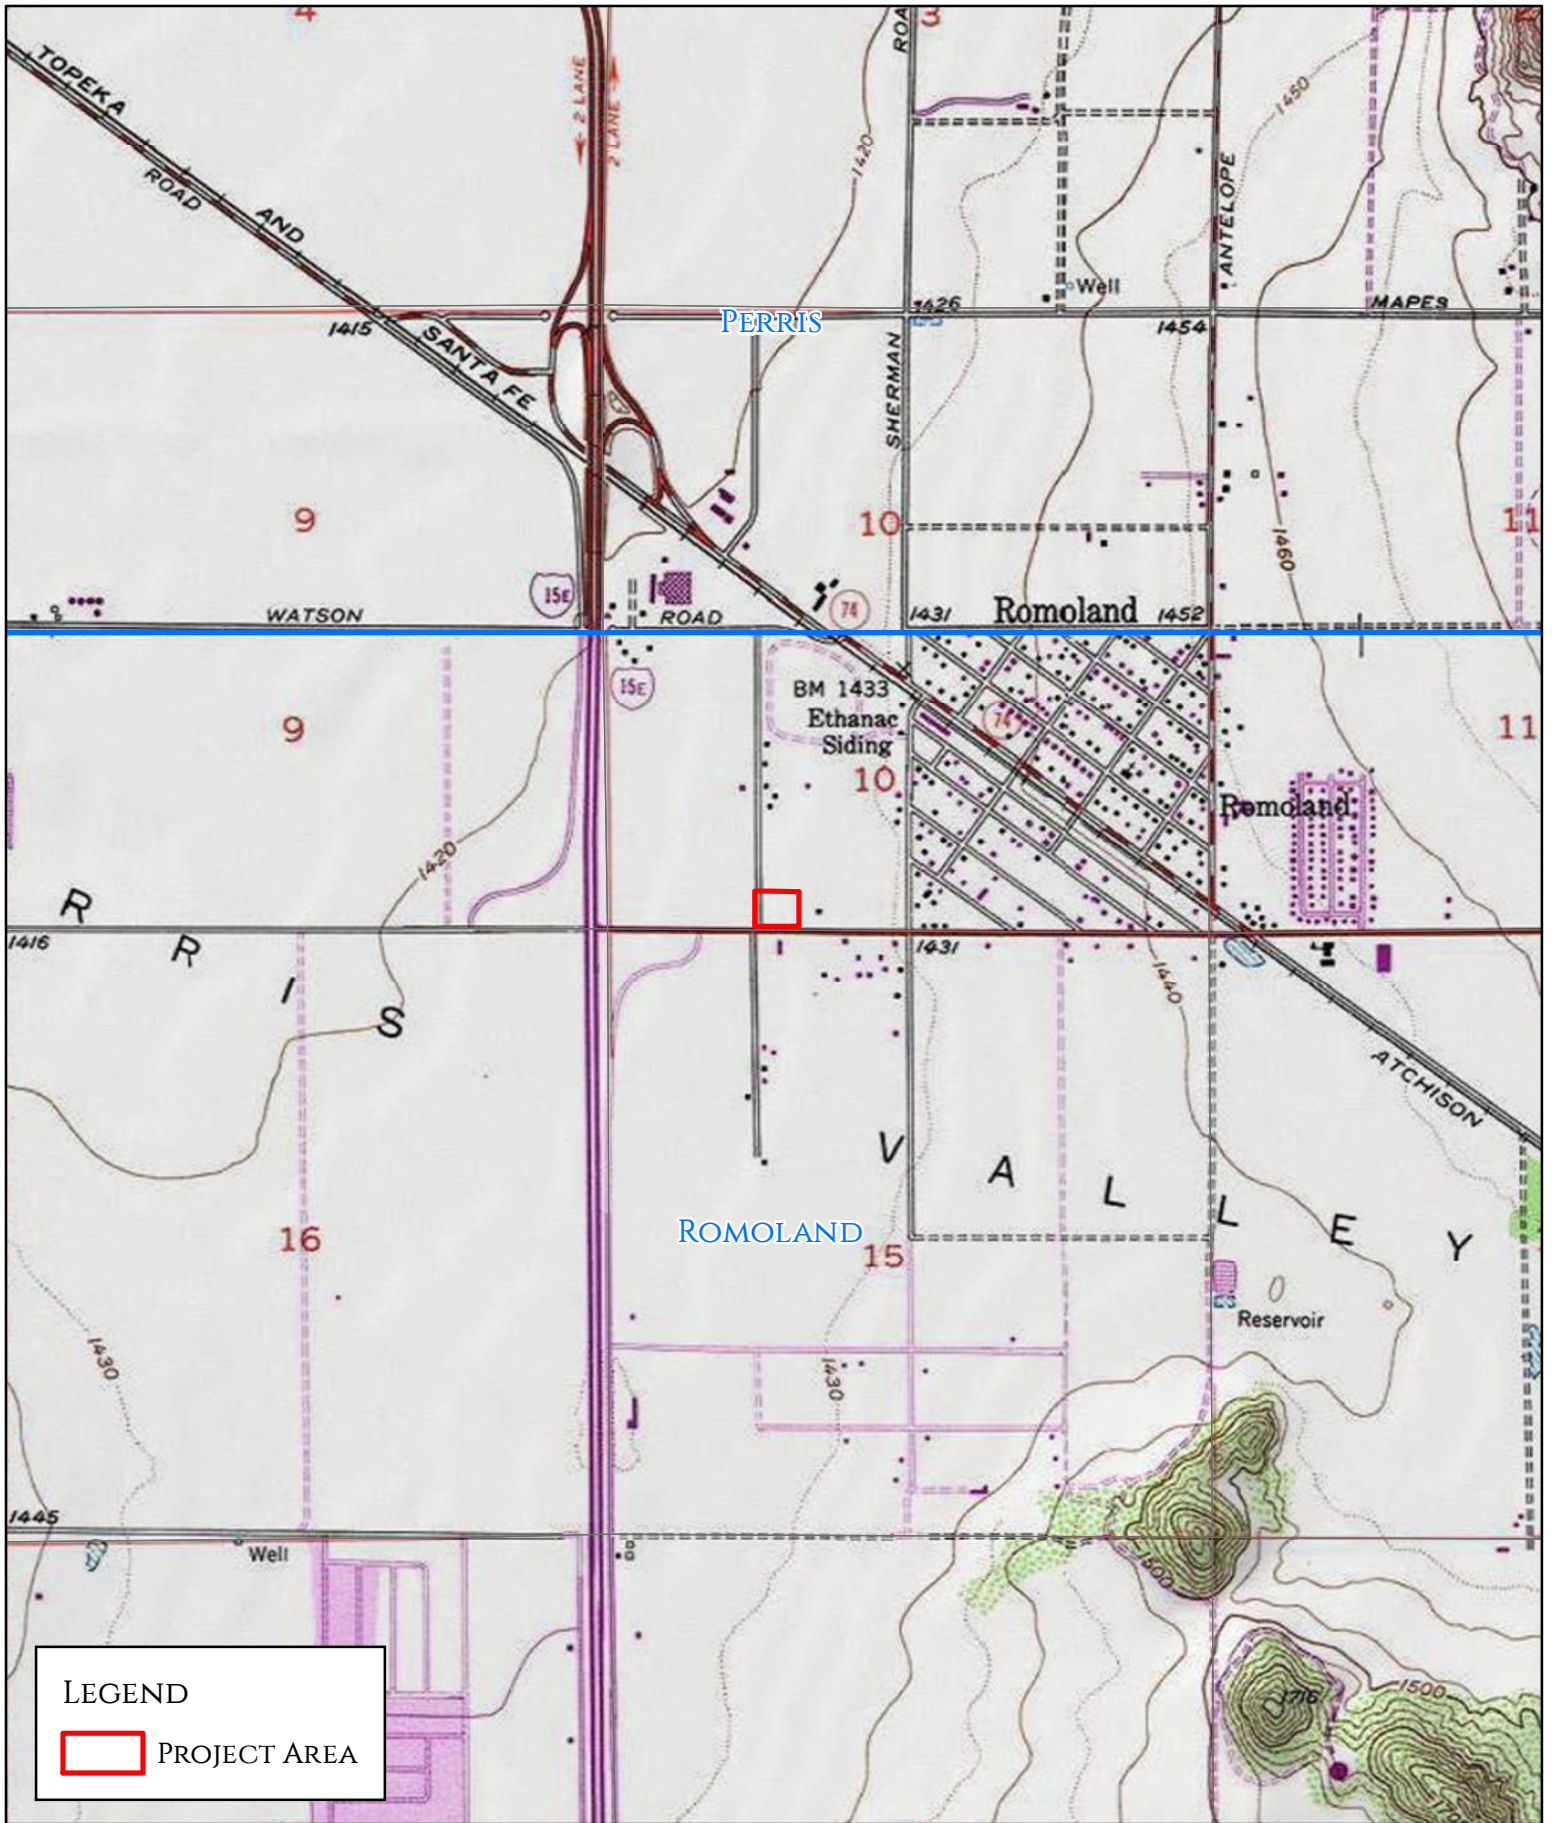 4
3
TOPEKA
ROAD
AND
SANTA FE
← 2 LANE
2 LANE →
ROA
1420
1450
ANTELOPE
Well
1426
MAPES
1415
PERRIS
1454
SHERMAN
9
10
11
1460
15E
74
WATSON
ROAD
1431
Romoland
1452
15E
BM 1433
Ethanac
Siding
74
9
10
11
Romoland
1420
R
R
I
S
1416
1431
1440
ATCHISON
V
A
L
L
E
Y
16
ROMOLAND
15
Reservoir
1430
1430
1445
Well
1500
1716
1500
LEGEND
PROJECT AREA